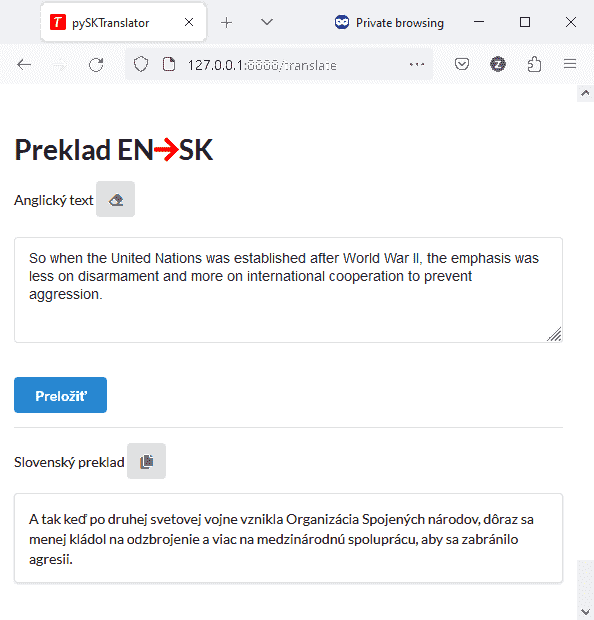 pySKTranslator
Private browsing
127.0.0.1:8888/translate
Preklad EN→SK
Anglický text
So when the United Nations was established after World War II, the emphasis was
less on disarmament and more on international cooperation to prevent
aggression.
Preložiť
Slovenský preklad
A tak keď po druhej svetovej vojne vznikla Organizácia Spojených národov, dôraz sa
menej kládol na odzbrojenie a viac na medzinárodnú spoluprácu, aby sa zabránilo
agresii.